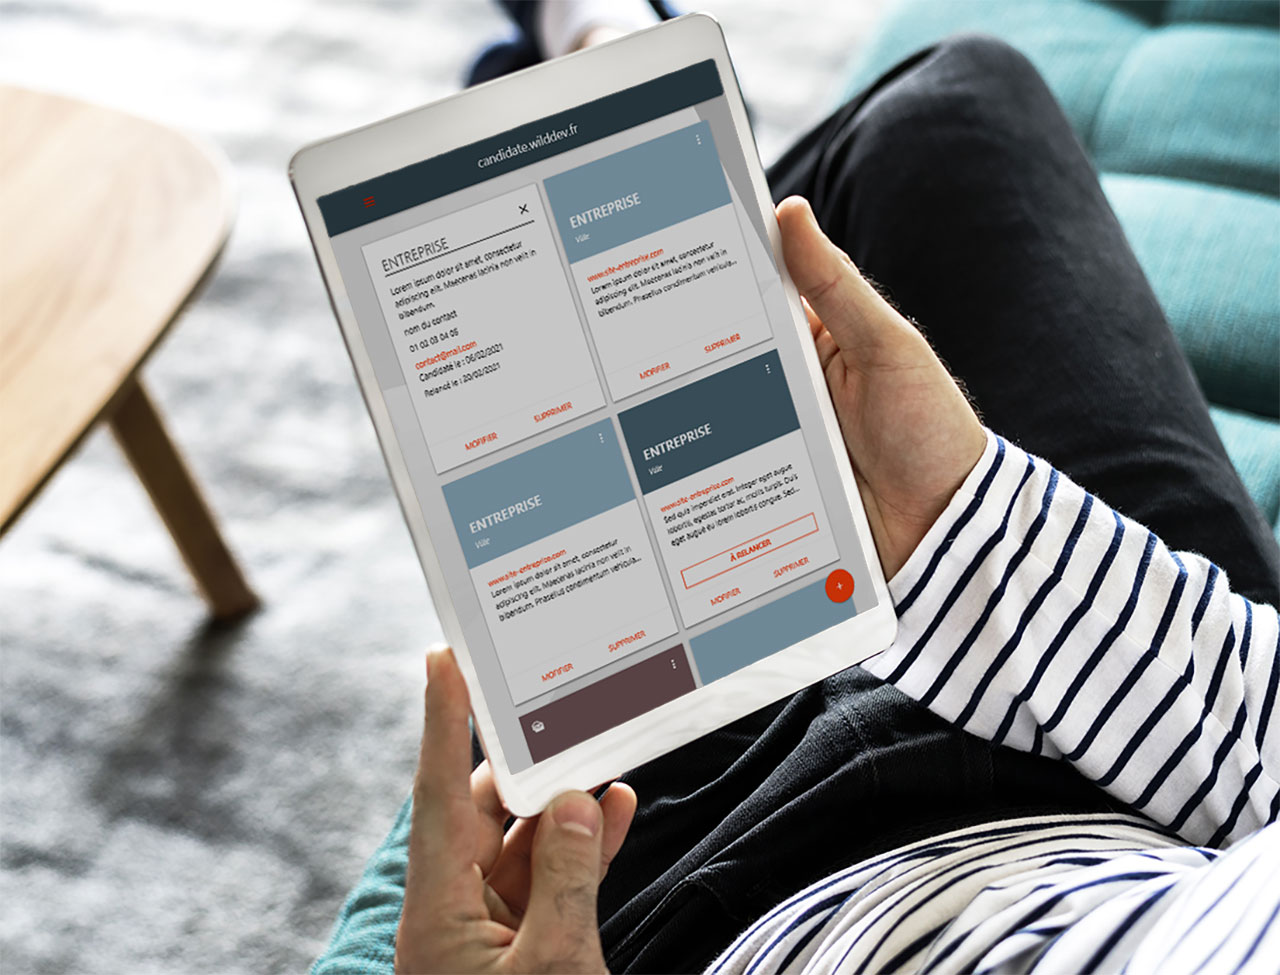 candidate.wilddev.fr
ENTREPRISE
Lorem ipsum dolor sit amet, consectetur
adipiscing elit. Maecenas lacinia non velit in
bibendum.
nom du contact
01 02 03 04 05
contact@mail.com
Candidaté le : 06/02/2021
Relancé le : 20/02/2021
MODIFIER
SUPPRIMER
ENTREPRISE
Ville
www.site-entreprise.com
Lorem ipsum dolor sit amet, consectetur
adipiscing elit. Maecenas lacinia non velit in
bibendum. Phasellus condimentum vehicula...
MODIFIER
SUPPRIMER
ENTREPRISE
Ville
www.site-entreprise.com
Lorem ipsum dolor sit amet, consectetur
adipiscing elit. Maecenas lacinia non velit in
bibendum. Phasellus condimentum vehicula...
MODIFIER
SUPPRIMER
ENTREPRISE
Ville
www.site-entreprise.com
Sed quis imperdiet erat. Integer eget augue
lobortis, egestas tortor ac, mollis turpis. Duis
eget augue eu lorem lobortis congue. Sed...
À RELANCER
MODIFIER
SUPPRIMER
+